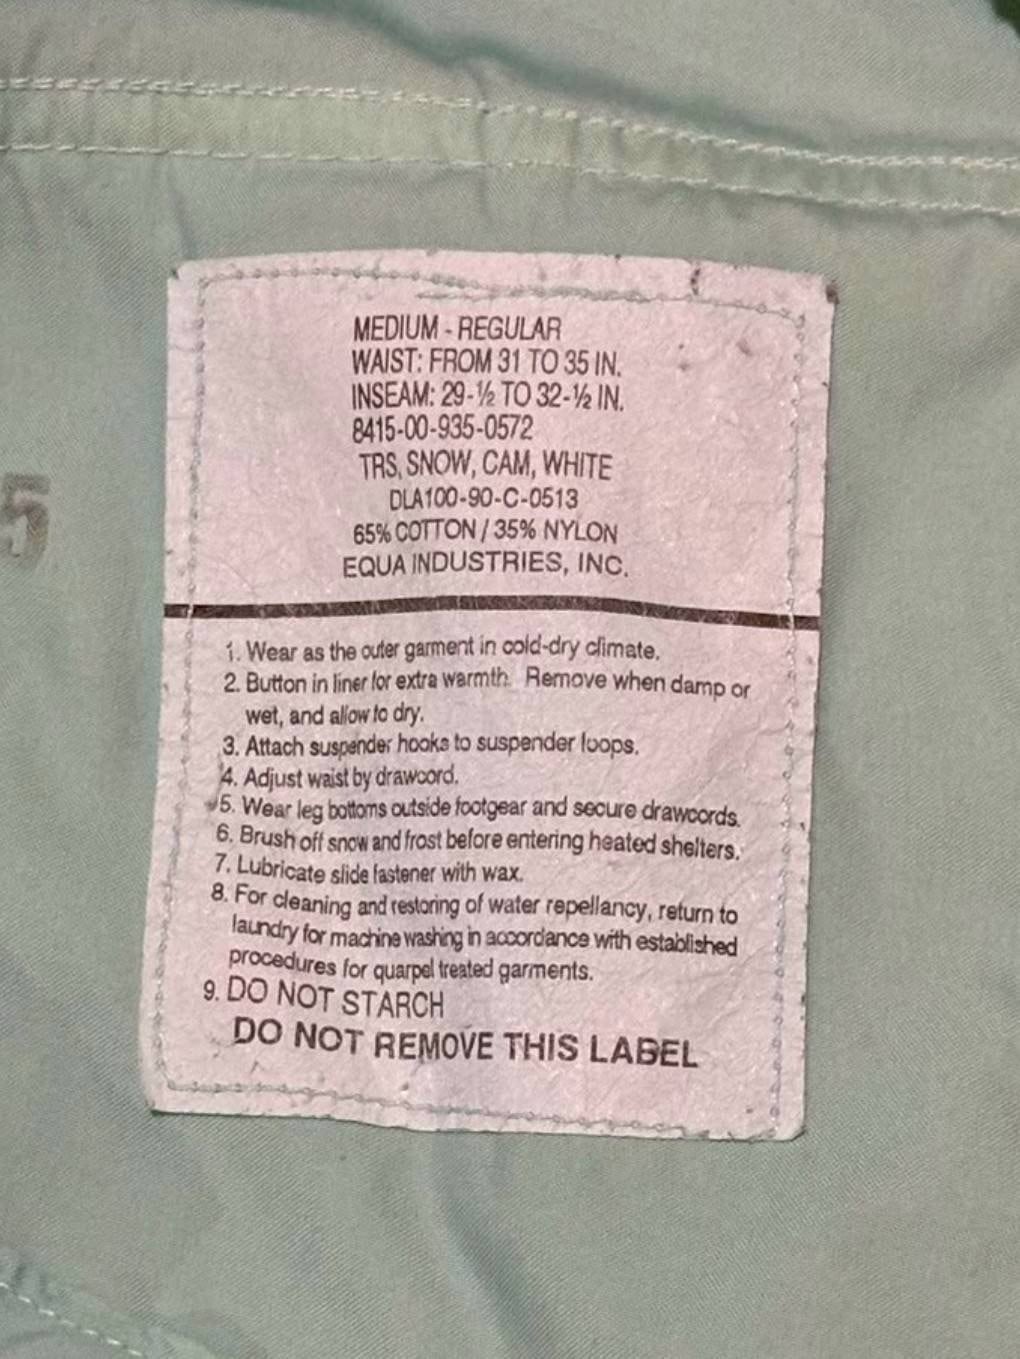 MEDIUM - REGULAR
WAIST: FROM 31 TO 35 IN.
INSEAM: 29-½ TO 32-½ IN.
8415-00-935-0572
TRS, SNOW, CAM, WHITE
DLA100-90-C-0513
65% COTTON / 35% NYLON
EQUA INDUSTRIES, INC.
5
1. Wear as the outer garment in cold-dry climate.
2. Button in liner for extra warmth. Remove when damp or
wet, and allow to dry.
3. Attach suspender hooks to suspender loops.
4. Adjust waist by drawcord.
5. Wear leg bottoms outside footgear and secure drawcords.
6. Brush off snow and frost before entering heated shelters.
7. Lubricate slide fastener with wax.
8. For cleaning and restoring of water repellancy, return to
laundry for machine washing in accordance with established
procedures for quarpel treated garments.
9. DO NOT STARCH
DO NOT REMOVE THIS LABEL